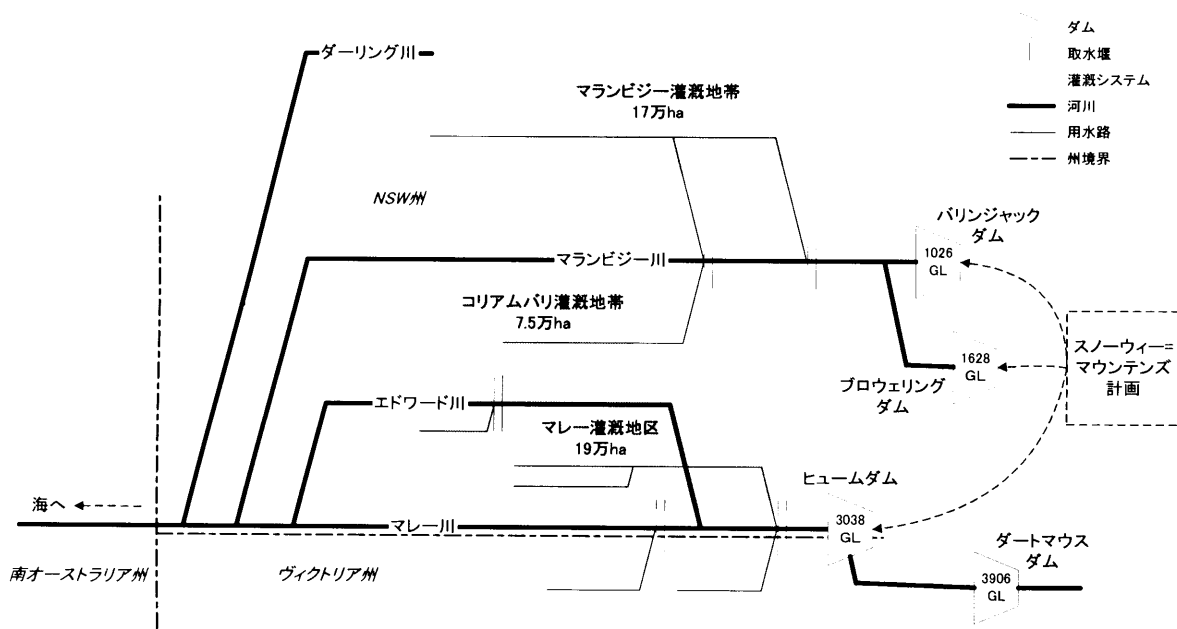 ダム
取水堰
灌漑システム
河川
用水路
州境界
ダーリング川
マランビジー灌漑地帯
17万ha
NSW州
バリンジャック
ダム
1026
GL
マランビジー川
コリアムバリ灌漑地帯
7.5万ha
スノーウィー=
マウンテンズ
計画
1628
GL
ブロウェリング
ダム
エドワード川
マレー灌漑地区
19万ha
ヒュームダム
海へ
マレー川
3038
GL
ダートマウス
ダム
南オーストラリア州
ヴィクトリア州
3906
GL